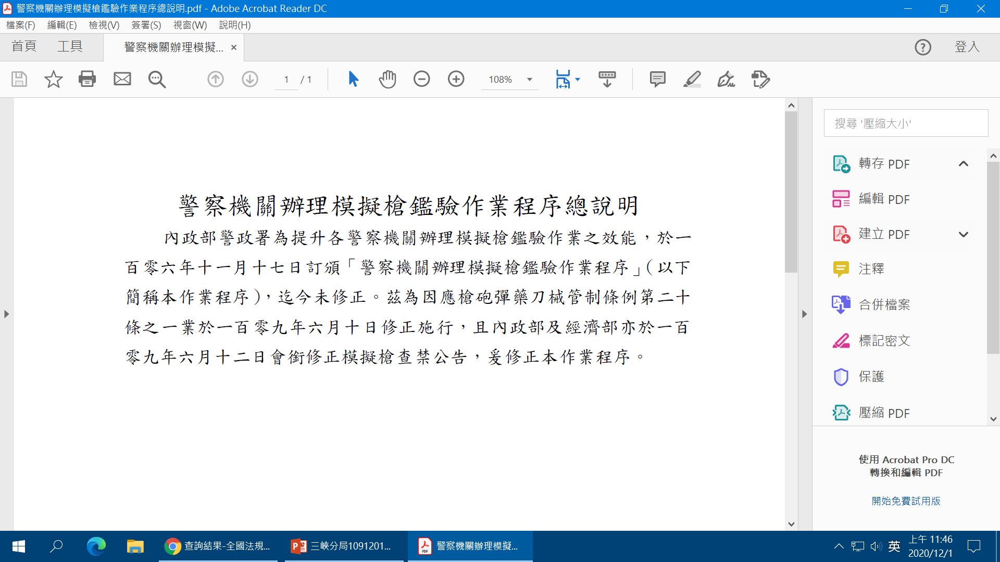 警察機關辦理模擬槍鑑驗作業程序總說明.pdf - Adobe Acrobat Reader DC
檔案(F) 編輯(E) 檢視(V) 簽署(S) 視窗(W) 說明(H)
首頁 工具 警察機關辦理模擬... × ? 登入
1 / 1 108%
搜尋 '壓縮大小'
轉存 PDF
編輯 PDF
建立 PDF
注釋
合併檔案
標記密文
保護
壓縮 PDF
使用 Acrobat Pro DC
轉換和編輯 PDF
開始免費試用版
警察機關辦理模擬槍鑑驗作業程序總說明
內政部警政署為提升各警察機關辦理模擬槍鑑驗作業之效能，於一
百零六年十一月十七日訂頒「警察機關辦理模擬槍鑑驗作業程序」（以下
簡稱本作業程序），迄今未修正。茲為因應槍砲彈藥刀械管制條例第二十
條之一業於一百零九年六月十日修正施行，且內政部及經濟部亦於一百
零九年六月十二日會銜修正模擬槍查禁公告，爰修正本作業程序。
查詢結果-全國法規... 三峽分局1091201... 警察機關辦理模擬...
英 上午 11:46
2020/12/1